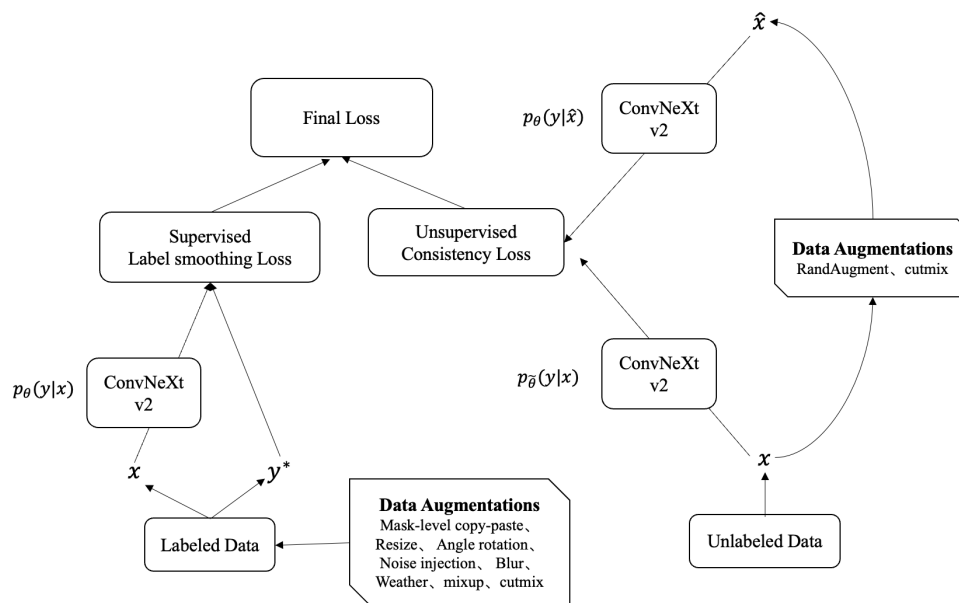 x̂
Final Loss
p_θ(y|x̂)
ConvNeXt
v2
Supervised
Label smoothing Loss
Unsupervised
Consistency Loss
Data Augmentations
RandAugment、cutmix
p_θ(y|x)
ConvNeXt
v2
p_θ̃(y|x)
ConvNeXt
v2
x
y*
x
Labeled Data
Data Augmentations
Mask-level copy-paste、
Resize、 Angle rotation、
Noise injection、 Blur、
Weather、mixup、cutmix
Unlabeled Data